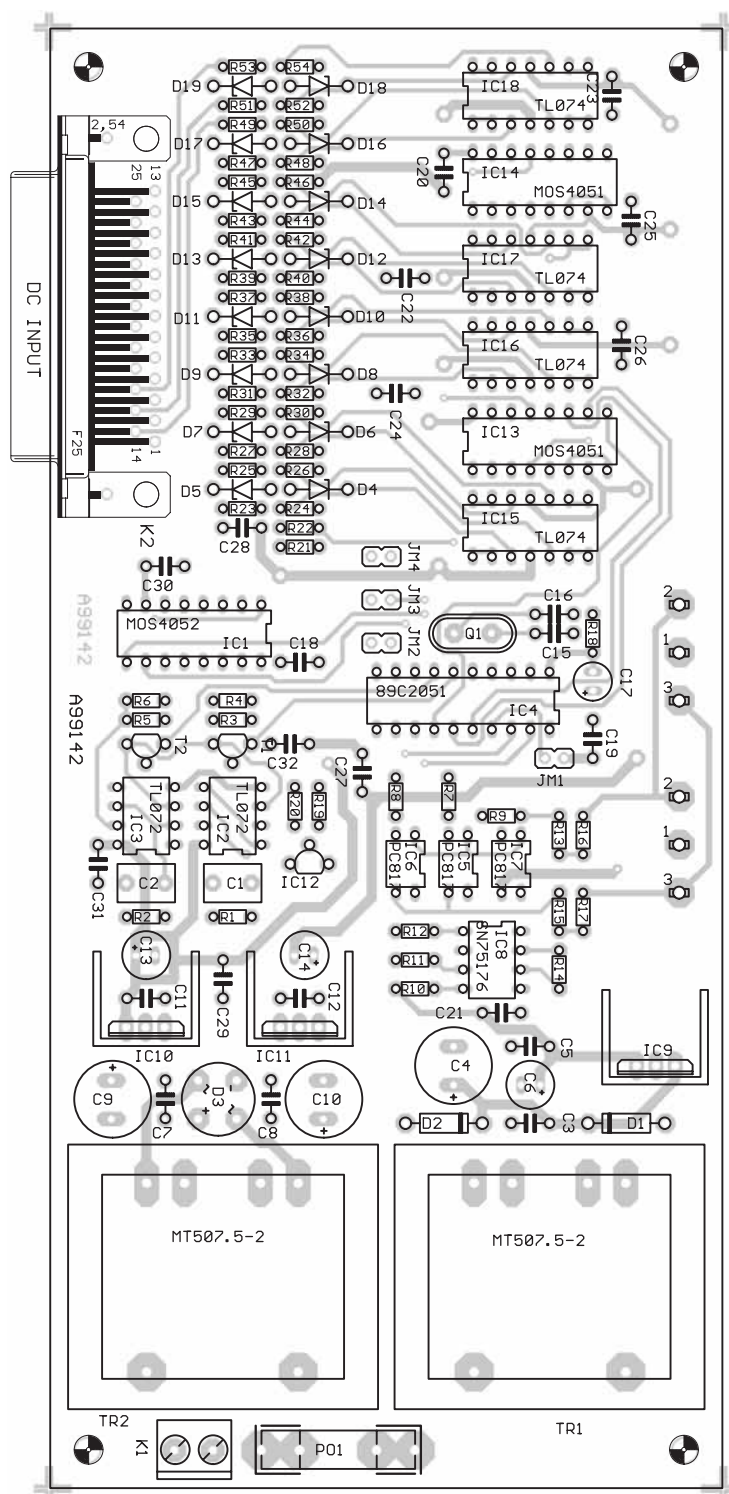 R53 R54
D19 D18
IC18
TL074
C23
R51 R52
2,54
R49 R50
D17 D16
R47 R48
C20
IC14
MOS4051
13
25
R45 R46
D15 D14
R43 R44
C25
R41 R42
D13 D12
IC17
TL074
R39 R40
C22
DC INPUT
R37 R38
D11 D10
R35 R36
IC16
TL074
C26
R33 R34
D9 D8
R31 R32
C24
R29 R30
D7 D6
IC13
MOS4051
F25
14
1
R27 R28
R25 R26
D5 D4
R23 R24
IC15
TL074
K2
C28
R22
R21
JM4
C30
JM3
A99142
MOS4052
IC1
C18
JM2
Q1
C16
C15
R18
2
1
A99142
89C2051
IC4
C17
3
R6 R4
R5 R3
T2
C32
C27
JM1
C19
TL072
IC3
TL072
IC2
R20
R19
R8
R7
R9
R13
R16
2
1
3
IC12
IC6
PC817
IC5
PC817
IC7
PC817
C31
C2
C1
R2 R1
R15
R17
C13
C14
R12
R11
R10
IC8
SN75176
R14
C11
C29
C12
C21
IC10
IC11
C4
C5
C6
IC9
C9
C7
D3
C8
C10
D2
C3
D1
MT507.5-2
MT507.5-2
TR2
TR1
K1
PO1